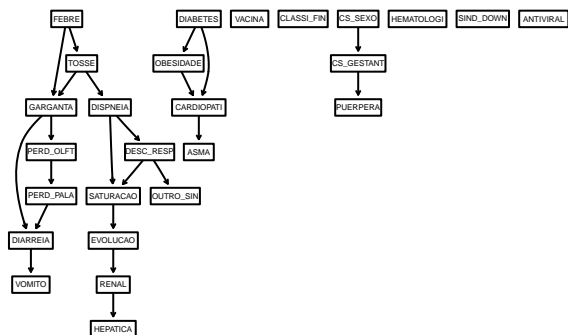 FEBRE
DIABETES
VACINA
CLASSI_FIN
CS_SEXO
HEMATOLOGI
SIND_DOWN
ANTIVIRAL
TOSSE
OBESIDADE
CS_GESTANT
GARGANTA
DISPNEIA
CARDIOPATI
PUERPERA
PERD_OLFT
DESC_RESP
ASMA
PERD_PALA
SATURACAO
OUTRO_SIN
DIARREIA
EVOLUCAO
VOMITO
RENAL
HEPATICA